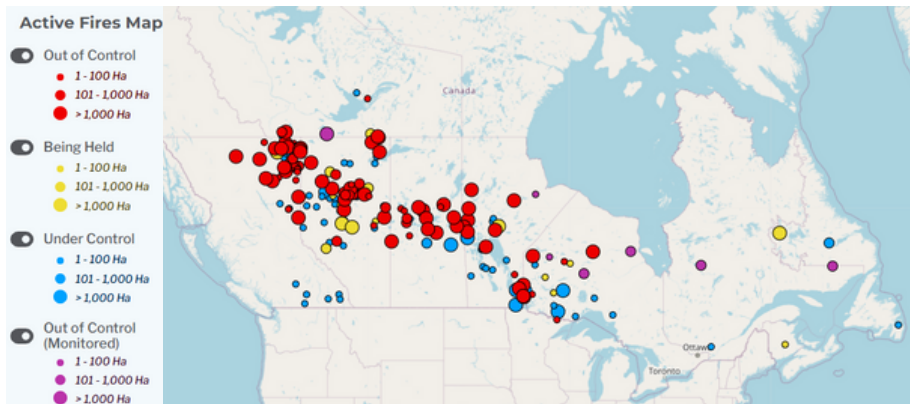 Active Fires Map
Out of Control
1 - 100 Ha
101 - 1,000 Ha
> 1,000 Ha
Being Held
1 - 100 Ha
101 - 1,000 Ha
> 1,000 Ha
Under Control
1 - 100 Ha
101 - 1,000 Ha
> 1,000 Ha
Out of Control
(Monitored)
1 - 100 Ha
101 - 1,000 Ha
> 1,000 Ha
Canada
Ottawa
Toronto